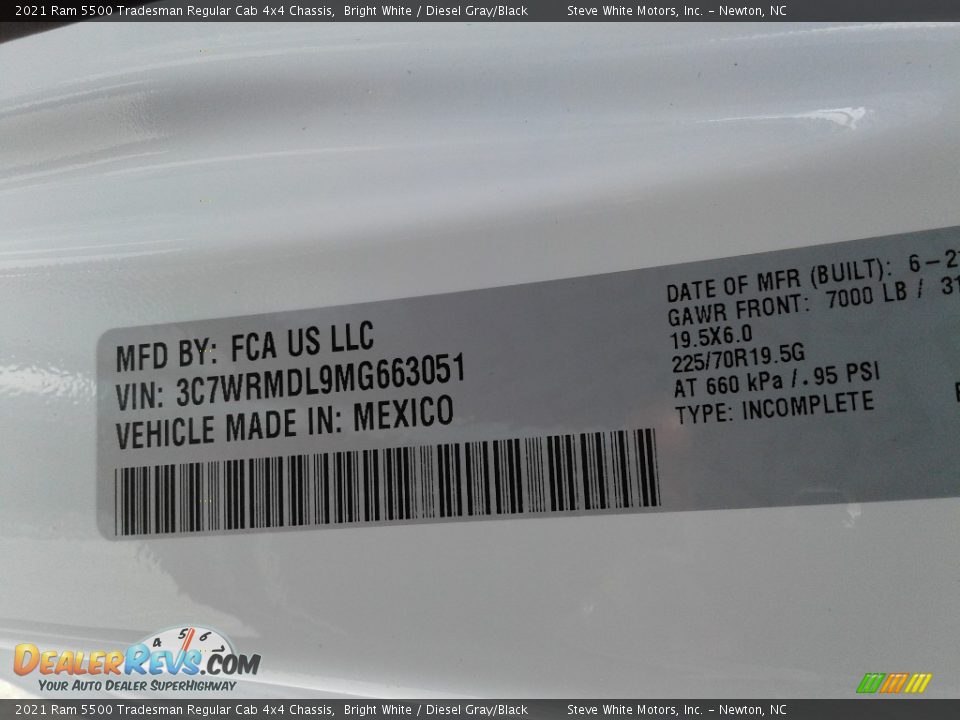 2021 Ram 5500 Tradesman Regular Cab 4x4 Chassis, Bright White / Diesel Gray/Black Steve White Motors, Inc. – Newton, NC
MFD BY: FCA US LLC
VIN: 3C7WRMDL9MG663051
VEHICLE MADE IN: MEXICO
DATE OF MFR (BUILT): 6-2
GAWR FRONT: 7000 LB / 31
19.5X6.0
225/70R19.5G
AT 660 kPa /. 95 PSI
TYPE: INCOMPLETE
4 5 6
DealerRevs.com
Your Auto Dealer SuperHighway
2021 Ram 5500 Tradesman Regular Cab 4x4 Chassis, Bright White / Diesel Gray/Black Steve White Motors, Inc. – Newton, NC